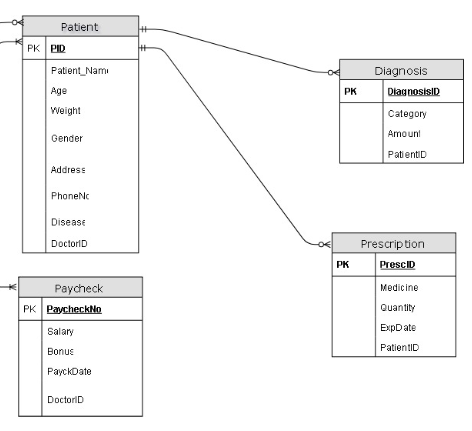 Patient
PK PID
Patient_Name
Age
Weight
Gender
Address
PhoneNo
Disease
DoctorID
Diagnosis
PK DiagnosisID
Category
Amount
PatientID
Prescription
PK PrescID
Medicine
Quantity
ExpDate
PatientID
Paycheck
PK PaycheckNo
Salary
Bonus
PayckDate
DoctorID